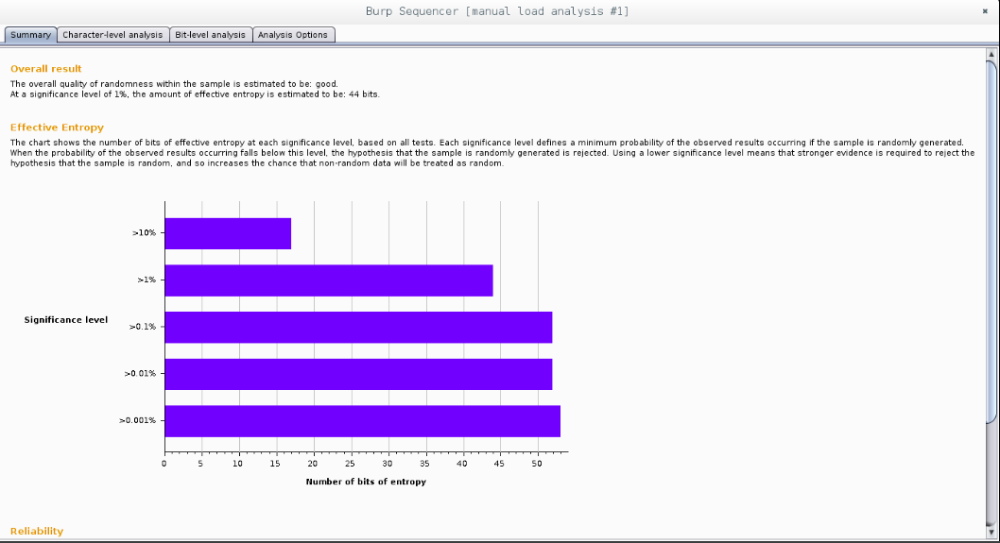 Burp Sequencer [manual load analysis #1]
Summary
Character-level analysis
Bit-level analysis
Analysis Options
Overall result
The overall quality of randomness within the sample is estimated to be: good.
At a significance level of 1%, the amount of effective entropy is estimated to be: 44 bits.
Effective Entropy
The chart shows the number of bits of effective entropy at each significance level, based on all tests. Each significance level defines a minimum probability of the observed results occurring if the sample is randomly generated.
When the probability of the observed results occurring falls below this level, the hypothesis that the sample is randomly generated is rejected. Using a lower significance level means that stronger evidence is required to reject the
hypothesis that the sample is random, and so increases the chance that non-random data will be treated as random.
>10%
>1%
Significance level
>0.1%
>0.01%
>0.001%
0 5 10 15 20 25 30 35 40 45 50
Number of bits of entropy
Reliability